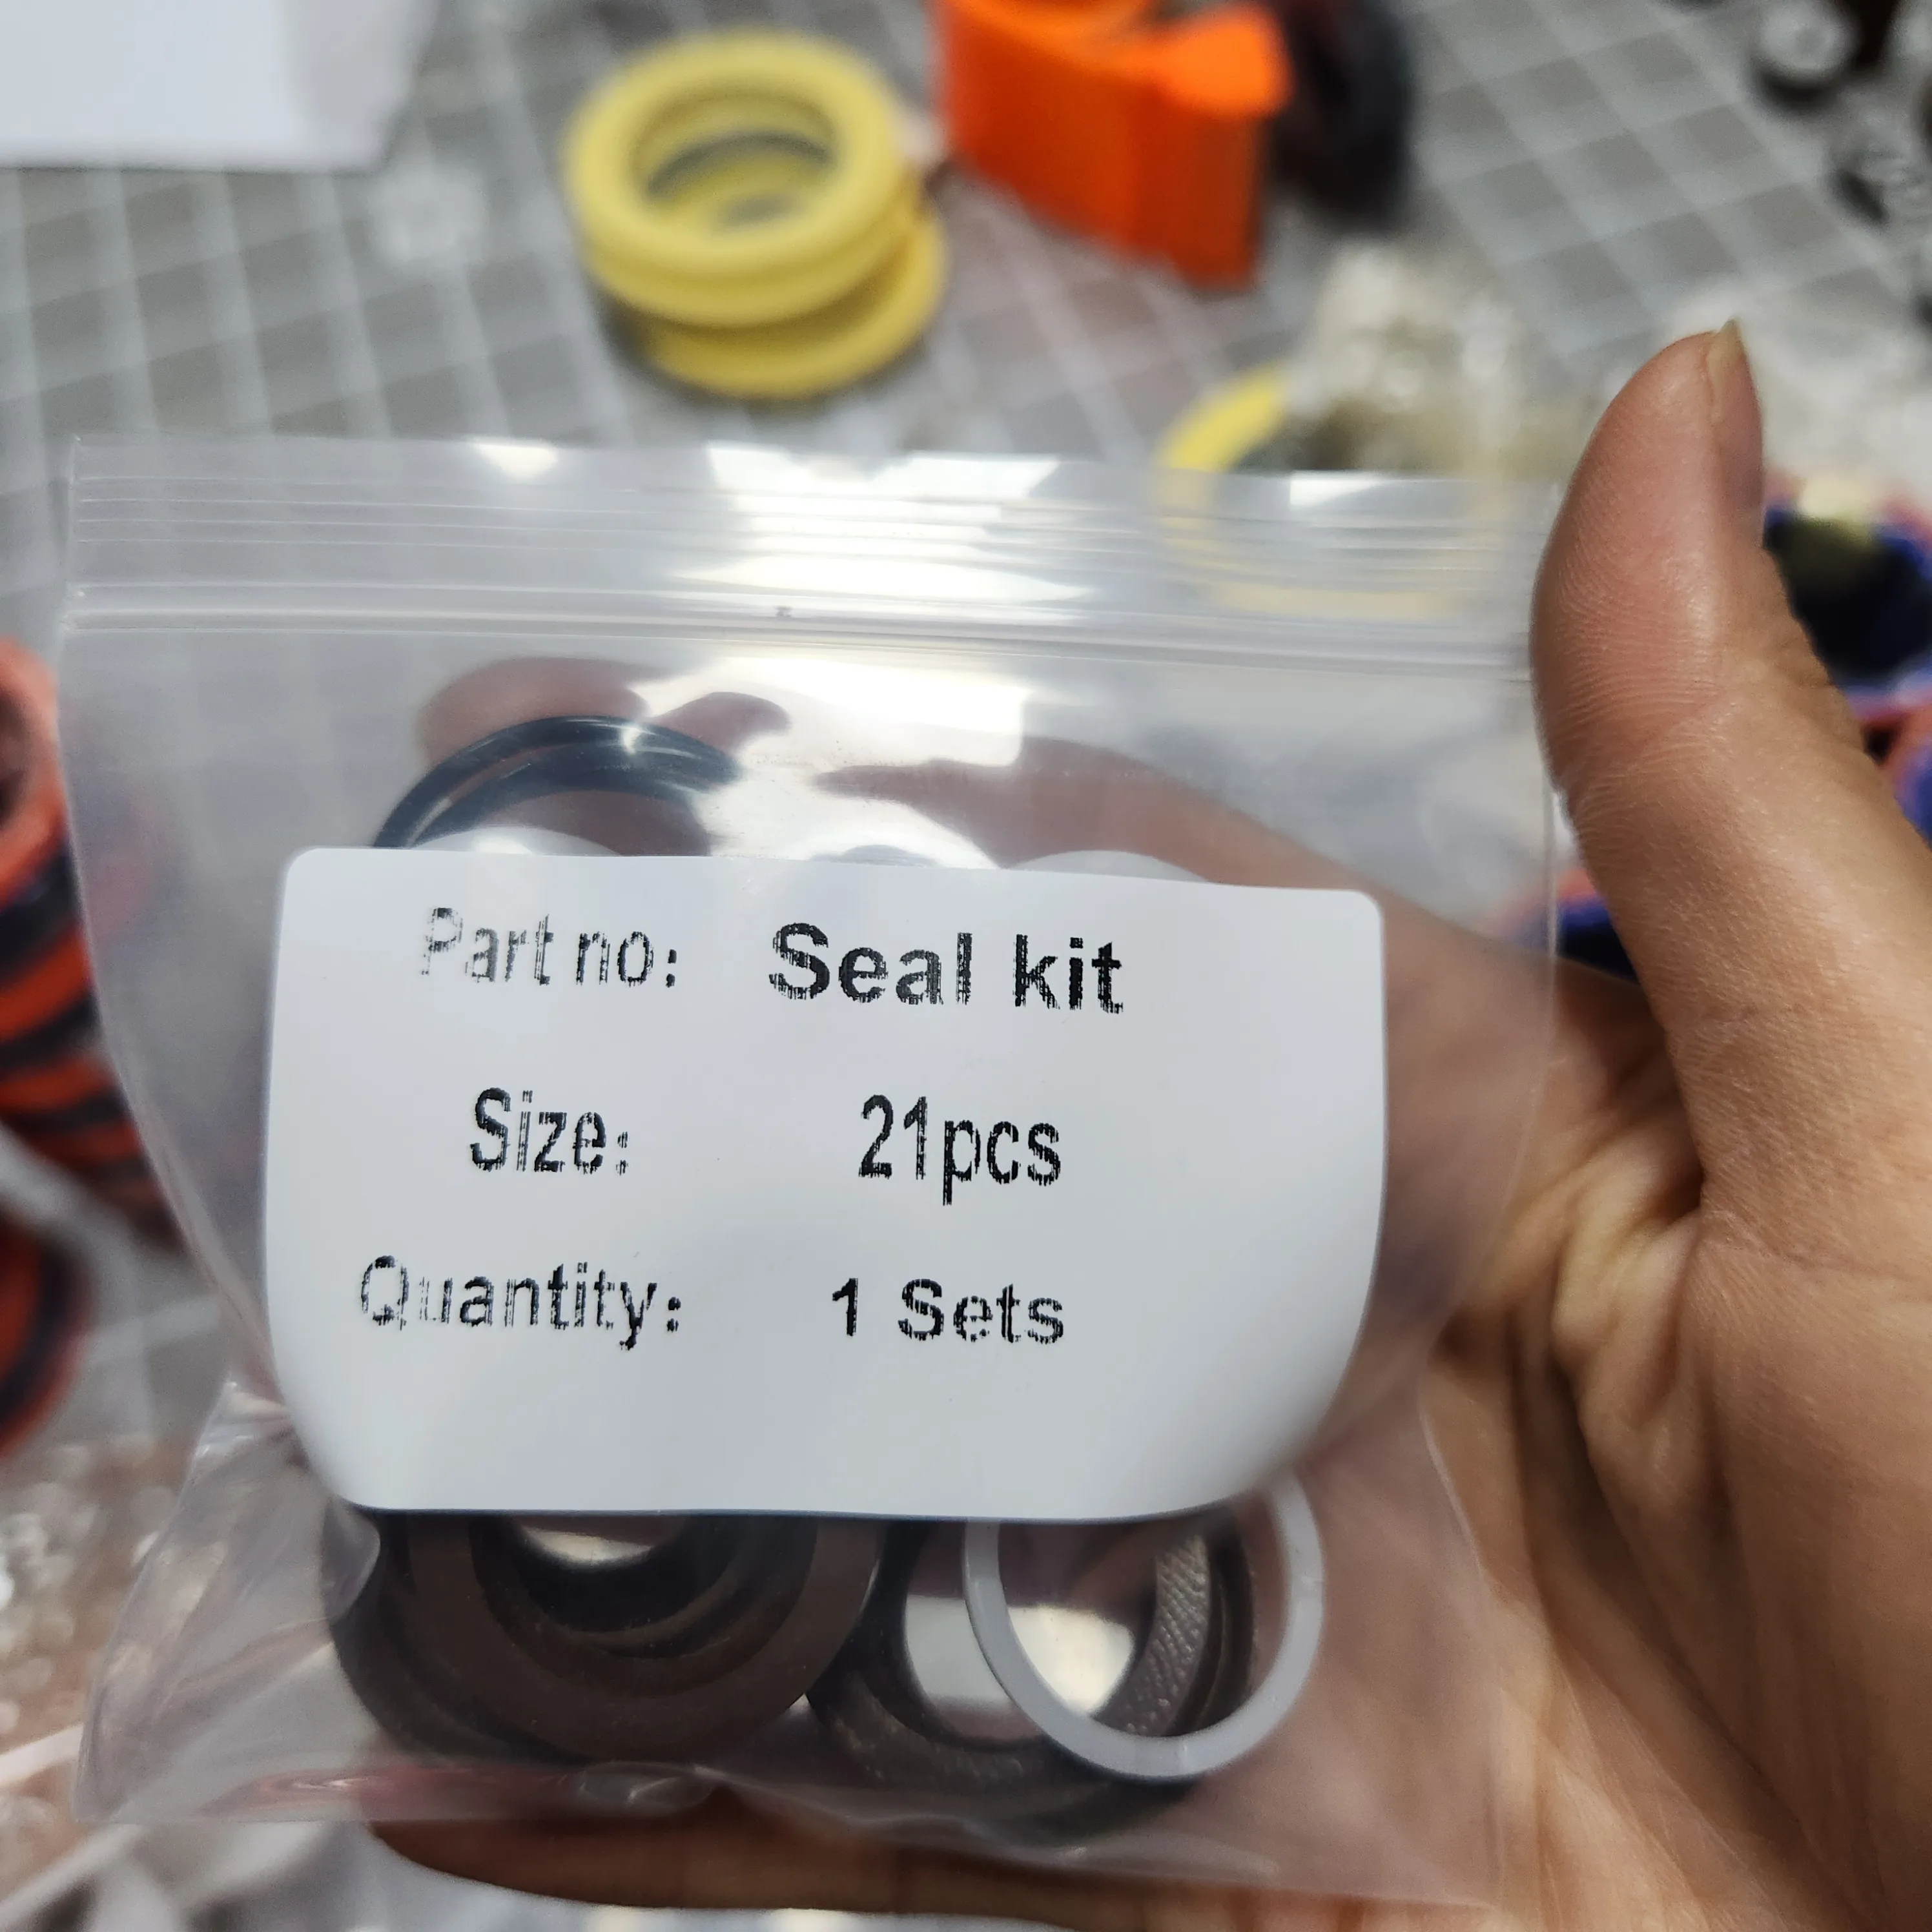 Part no: Seal kit
Size: 21pcs
Quantity: 1 Sets